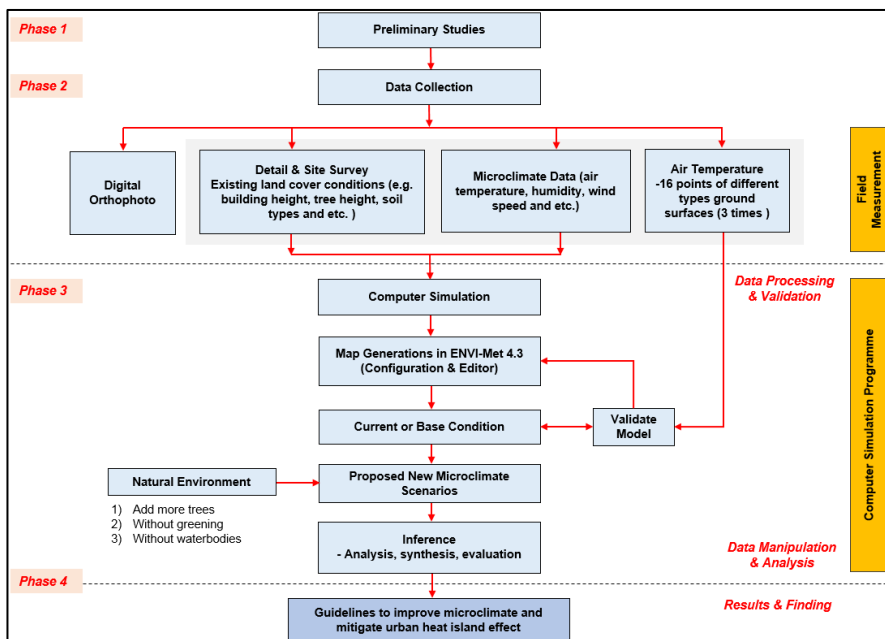 Phase 1
Preliminary Studies
Phase 2
Data Collection
Digital
Orthophoto
Detail & Site Survey
Existing land cover conditions (e.g.
building height, tree height, soil
types and etc. )
Microclimate Data (air
temperature, humidity, wind
speed and etc.)
Air Temperature
-16 points of different
types ground
surfaces (3 times )
Field
Measurement
Phase 3
Data Processing
& Validation
Computer Simulation
Map Generations in ENVI-Met 4.3
(Configuration & Editor)
Current or Base Condition
Validate
Model
Natural Environment
Proposed New Microclimate
Scenarios
1) Add more trees
2) Without greening
3) Without waterbodies
Inference
- Analysis, synthesis, evaluation
Computer Simulation Programme
Data Manipulation
& Analysis
Phase 4
Results & Finding
Guidelines to improve microclimate and
mitigate urban heat island effect